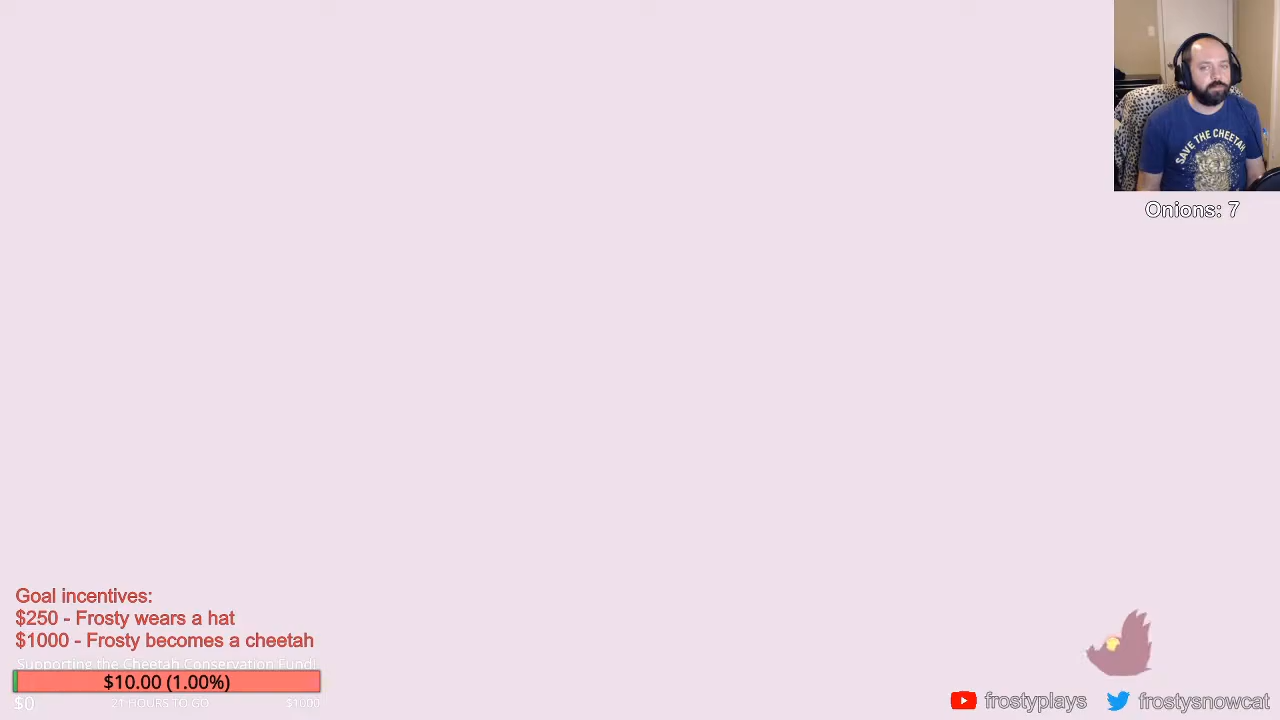 SAVE THE CHEETAH
Onions: 7
Goal incentives:
$250 - Frosty wears a hat
$1000 - Frosty becomes a cheetah
Supporting the Cheetah Conservation Fund!
$10.00 (1.00%)
$0 21 HOURS TO GO $1000
frostyplays frostysnowcat